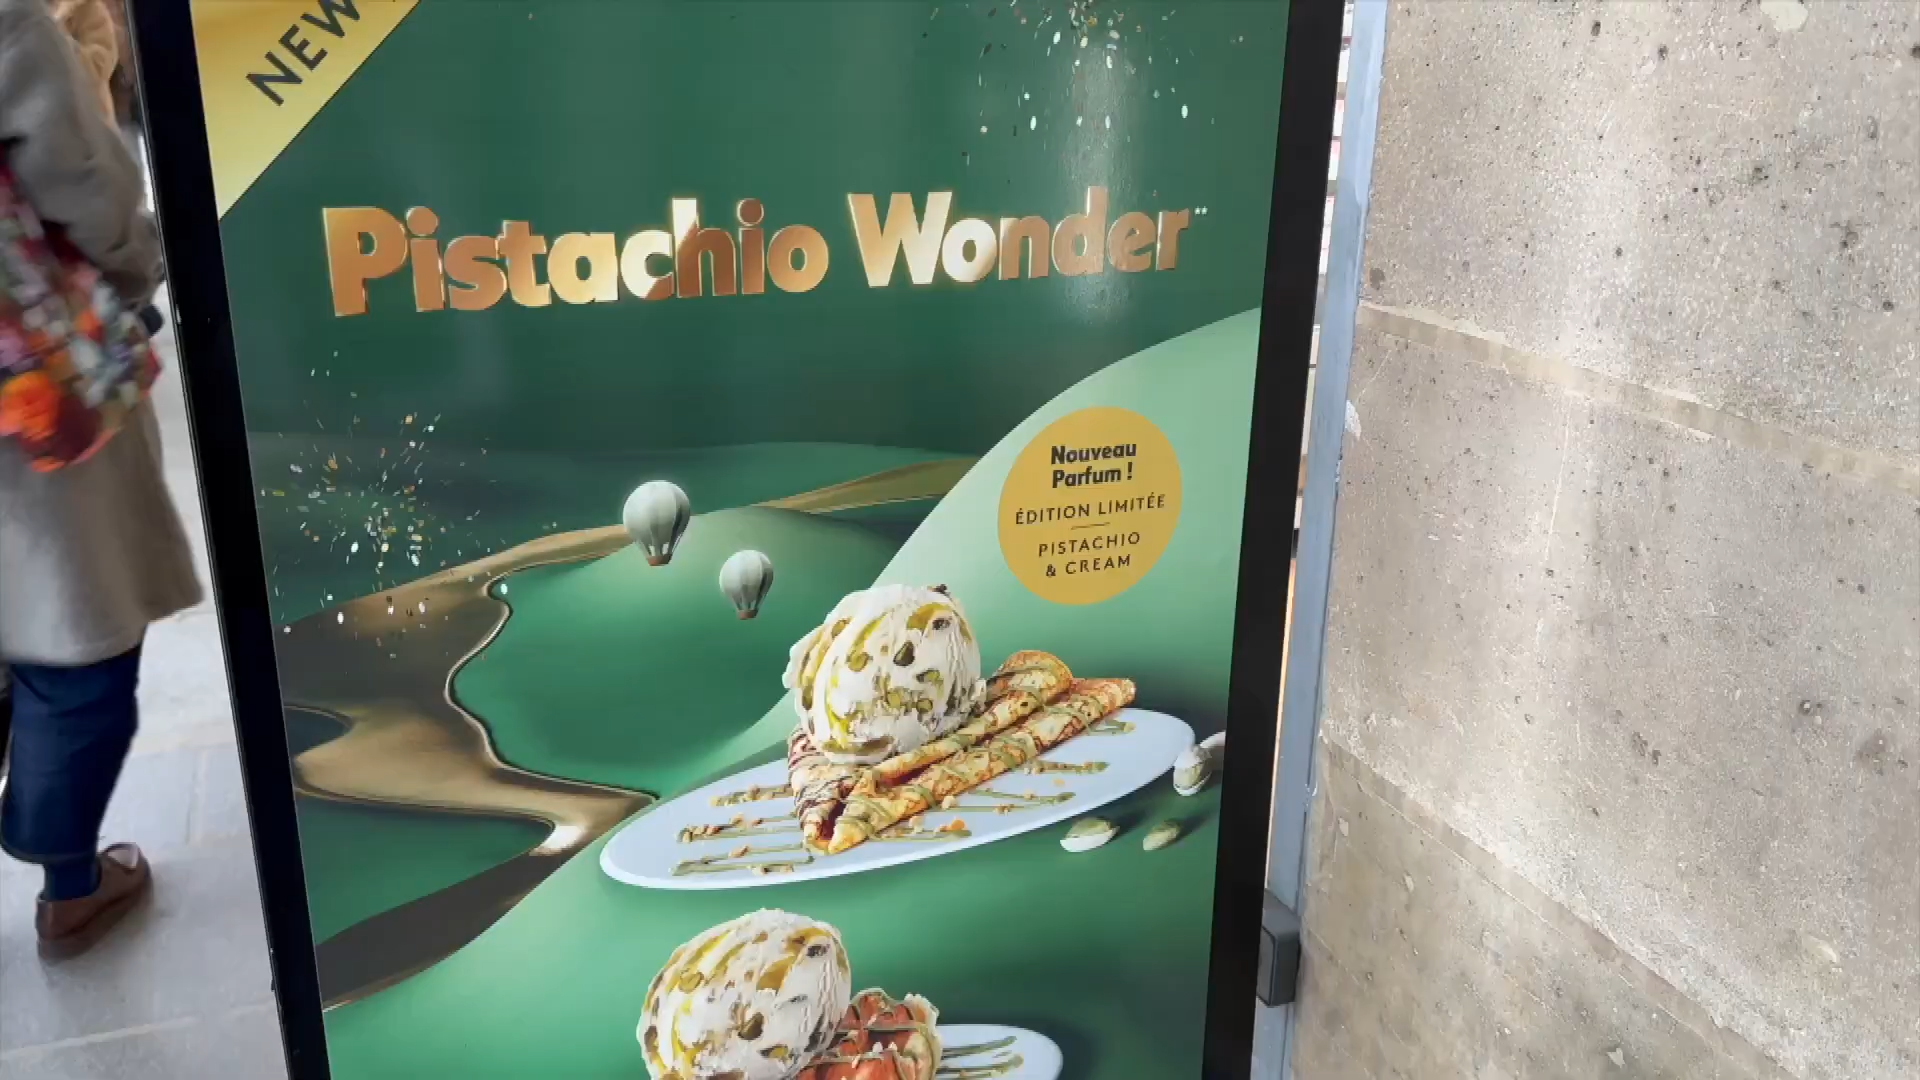 NEW
Pistachio Wonder**
Nouveau
Parfum !
ÉDITION LIMITÉE
PISTACHIO
& CREAM